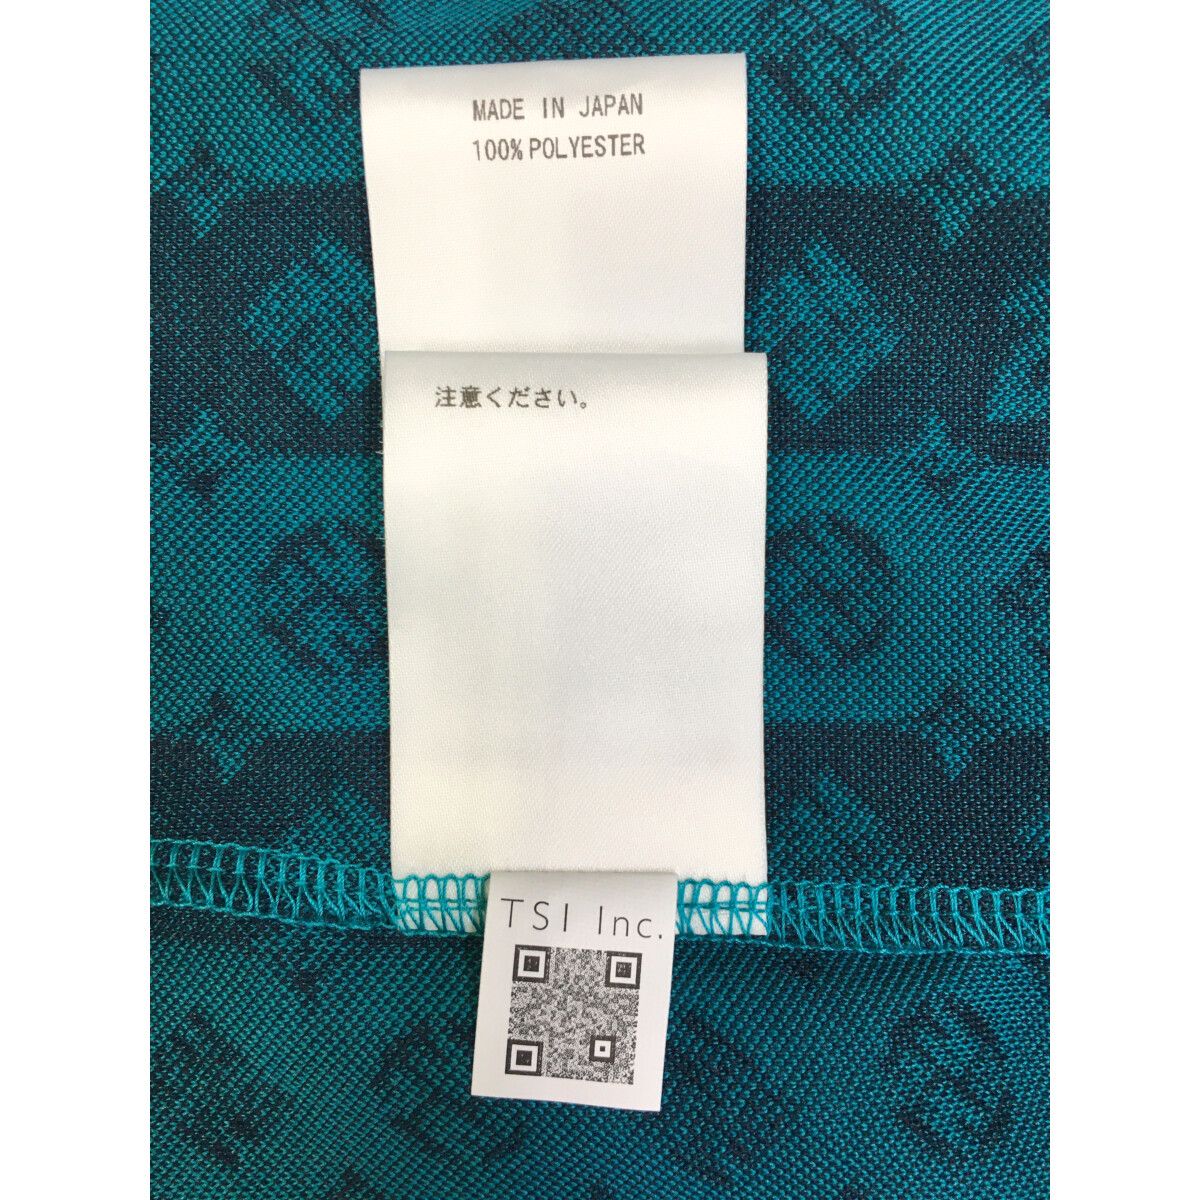 MADE IN JAPAN
100% POLYESTER
注意ください。
TSI Inc.